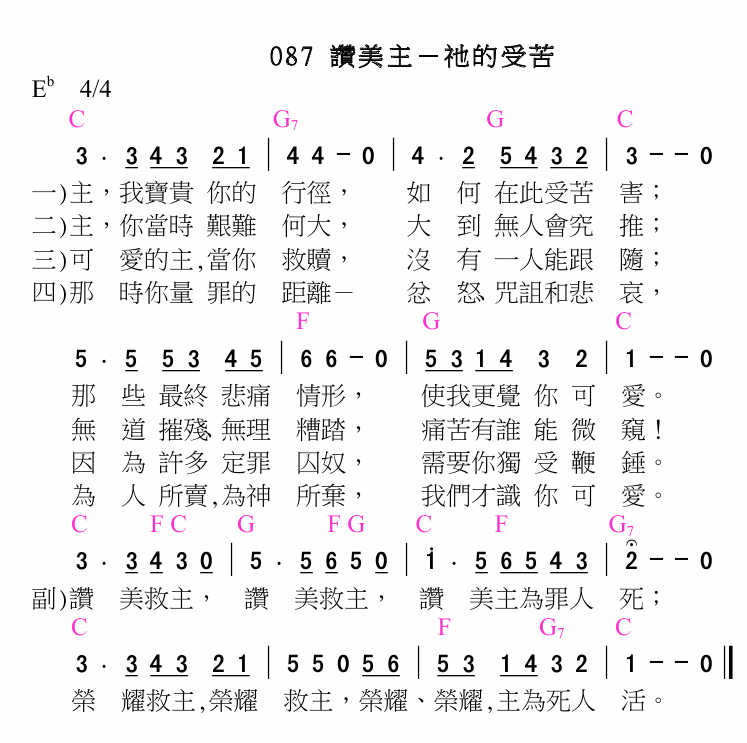 087 讚美主－祂的受苦
E♭ 4/4
C G7 G C
3 · 3 4 3 2 1 | 4 4 - 0 | 4 · 2 5 4 3 2 | 3 - - 0
一)主，我寶貴 你的 行徑， 如 何 在此受苦 害；
二)主，你當時 艱難 何大， 大 到 無人會究 推；
三)可 愛的主,當你 救贖， 沒 有 一人能跟 隨；
四)那 時你量 罪的 距離－ 忿 怒、咒詛和悲 哀，
F G C
5 · 5 5 3 4 5 | 6 6 - 0 | 5 3 1 4 3 2 | 1 - - 0
那 些 最終 悲痛 情形， 使我更覺 你 可 愛。
無 道 摧殘、無理 糟踏， 痛苦有誰 能 微 窺！
因 為 許多 定罪 囚奴， 需要你獨 受 鞭 錘。
為 人 所賣,為神 所棄， 我們才識 你 可 愛。
C F C G F G C F G7
3 · 3 4 3 0 | 5 · 5 6 5 0 | 1̇ · 5 6 5 4 3 | 2 - - 0
副)讚 美救主， 讚 美救主， 讚 美主為罪人 死；
C F G7 C
3 · 3 4 3 2 1 | 5 5 0 5 6 | 5 3 1 4 3 2 | 1 - - 0
榮 耀救主,榮耀 救主，榮耀、榮耀,主為死人 活。